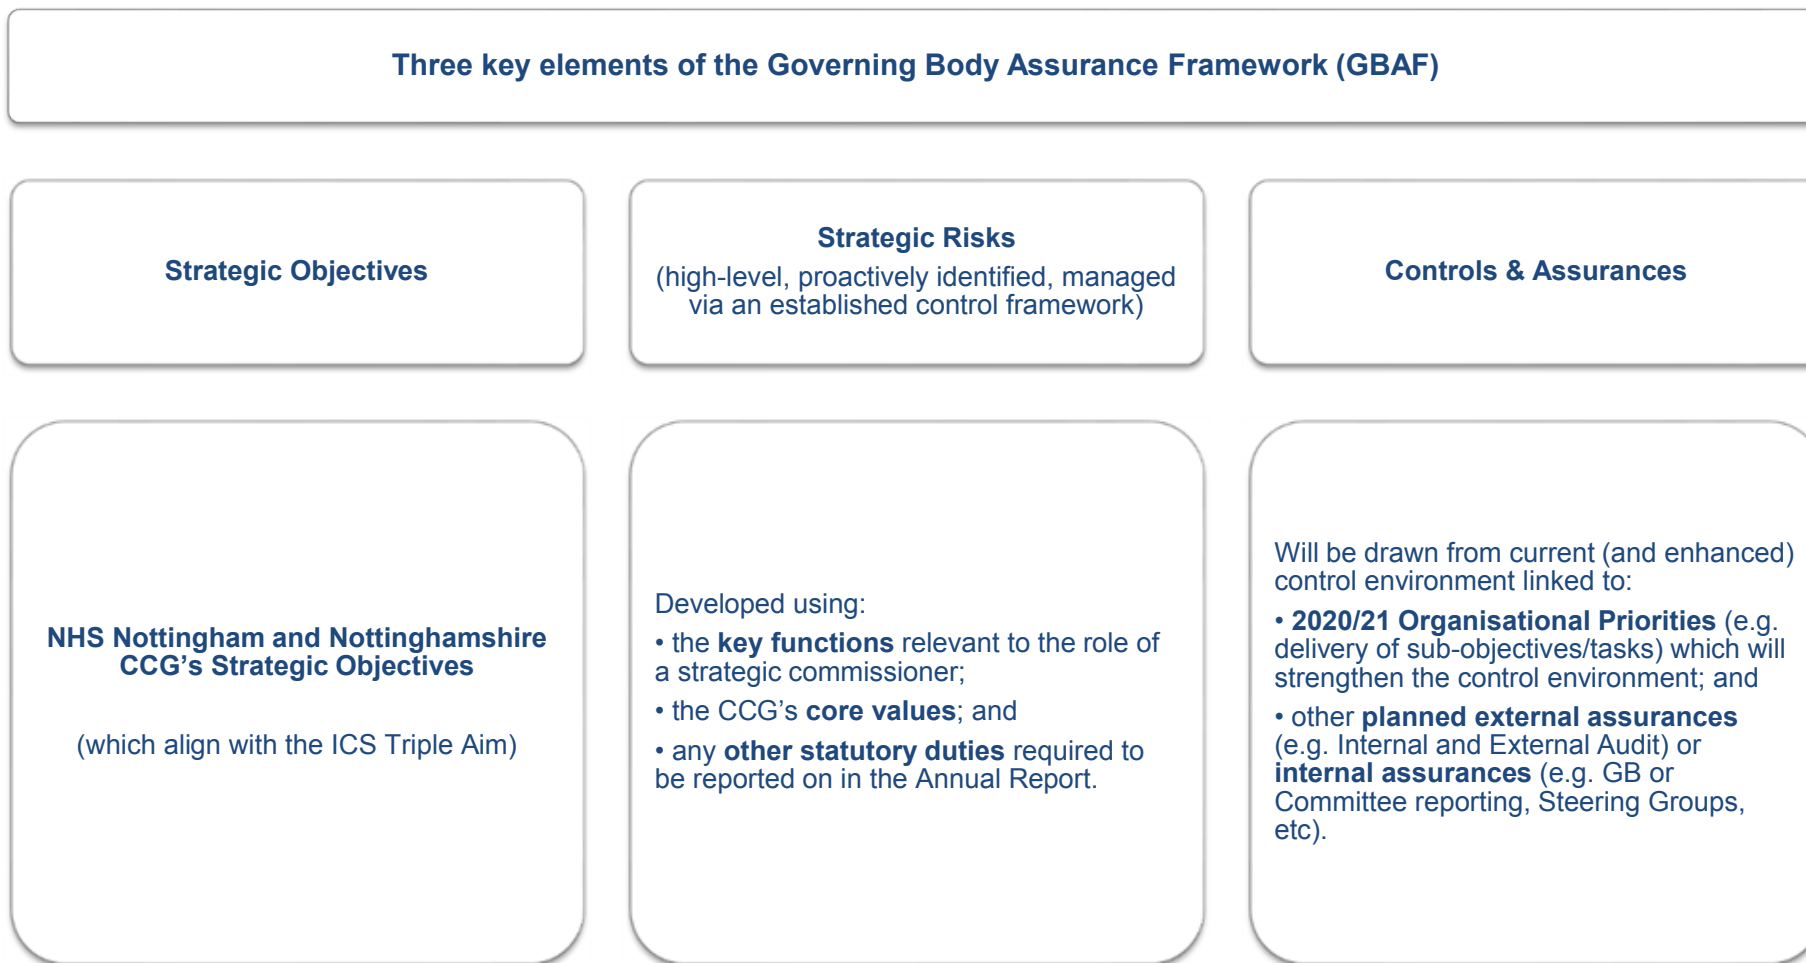 Three key elements of the Governing Body Assurance Framework (GBAF)
Strategic Objectives
Strategic Risks
(high-level, proactively identified, managed
via an established control framework)
Controls & Assurances
NHS Nottingham and Nottinghamshire
CCG’s Strategic Objectives
(which align with the ICS Triple Aim)
Developed using:
• the key functions relevant to the role of
a strategic commissioner;
• the CCG’s core values; and
• any other statutory duties required to
be reported on in the Annual Report.
Will be drawn from current (and enhanced)
control environment linked to:
• 2020/21 Organisational Priorities (e.g.
delivery of sub-objectives/tasks) which will
strengthen the control environment; and
• other planned external assurances
(e.g. Internal and External Audit) or
internal assurances (e.g. GB or
Committee reporting, Steering Groups,
etc).